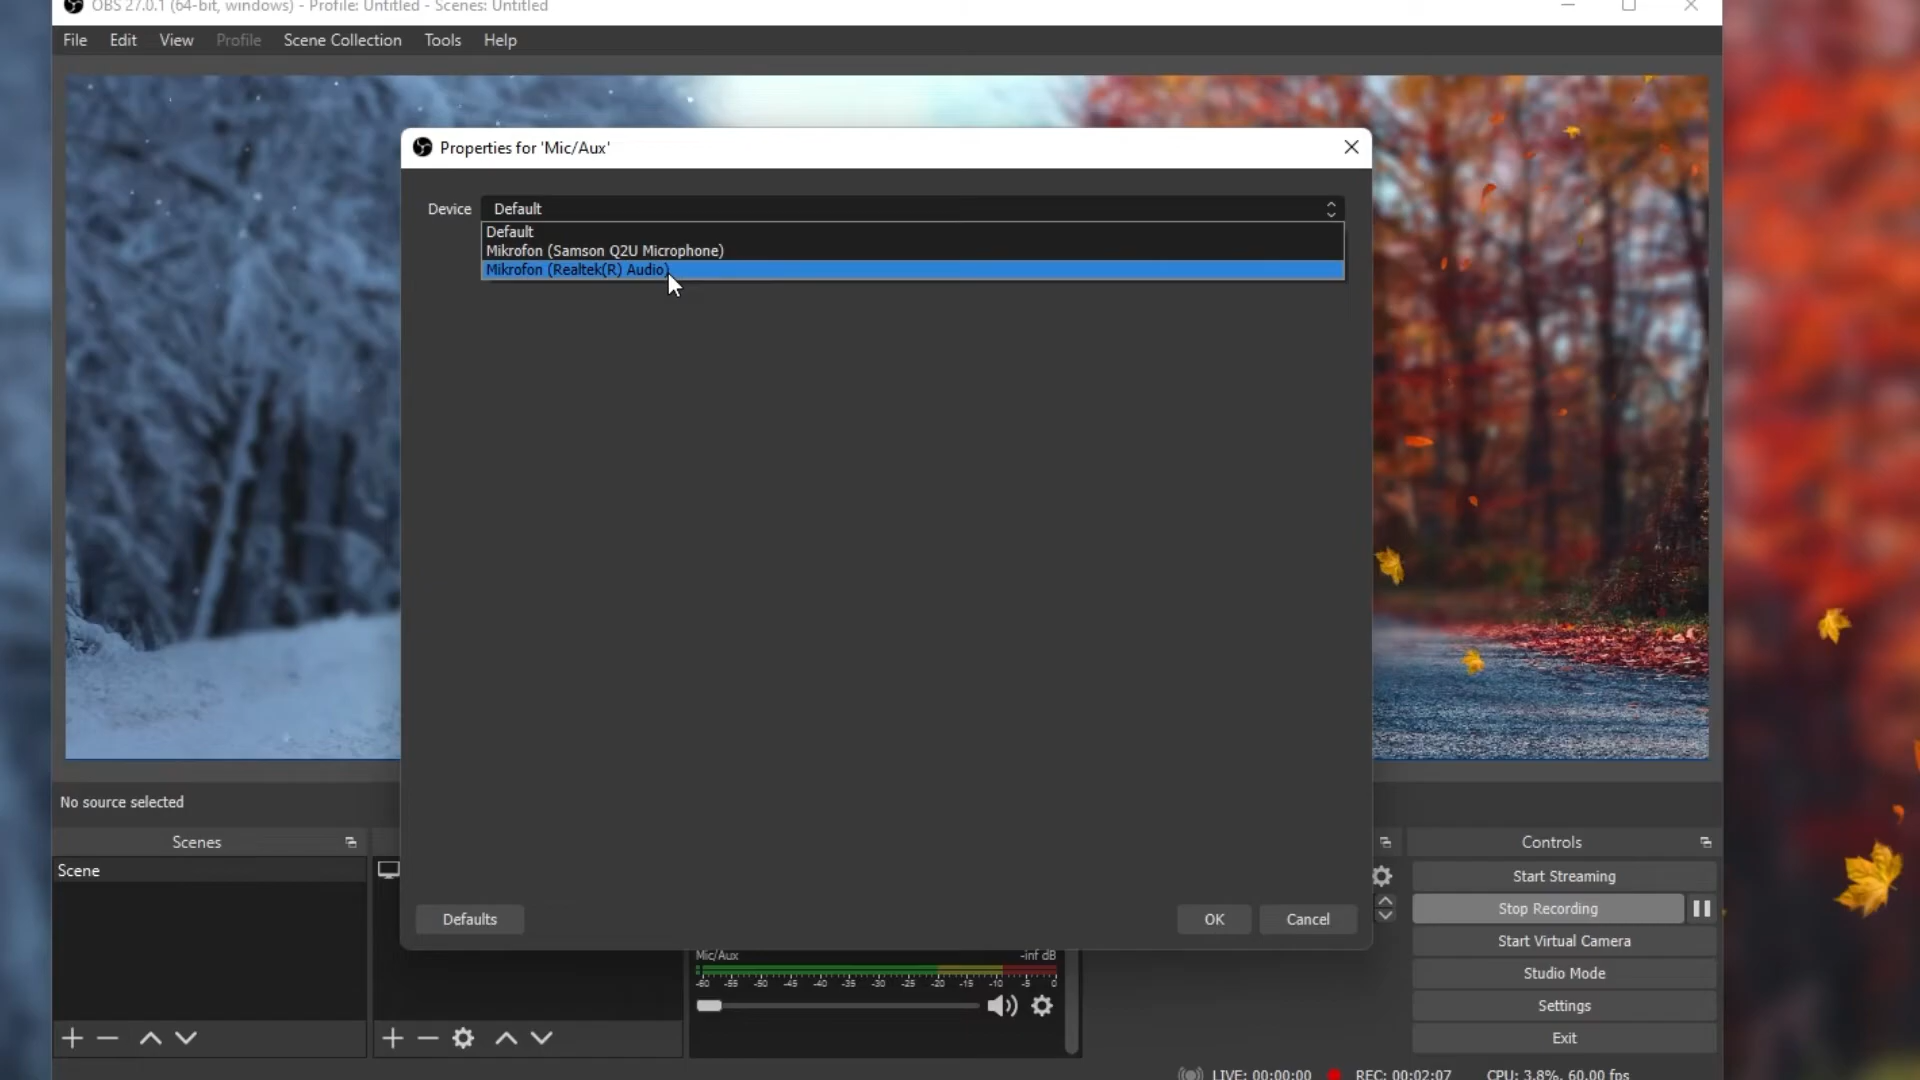 OBS 27.0.1 (64-bit, windows) - Profile: Untitled - Scenes: Untitled
File Edit View Profile Scene Collection Tools Help
Properties for 'Mic/Aux'
Device Default
Default
Mikrofon (Samson Q2U Microphone)
Mikrofon (Realtek(R) Audio)
Defaults OK Cancel
No source selected
Scenes
Scene
Mic/Aux -inf dB
-60 -55 -50 -45 -40 -35 -30 -25 -20 -15 -10 -5 0
Controls
Start Streaming
Stop Recording
Start Virtual Camera
Studio Mode
Settings
Exit
LIVE: 00:00:00 REC: 00:02:07 CPU: 3.8%, 60.00 fps